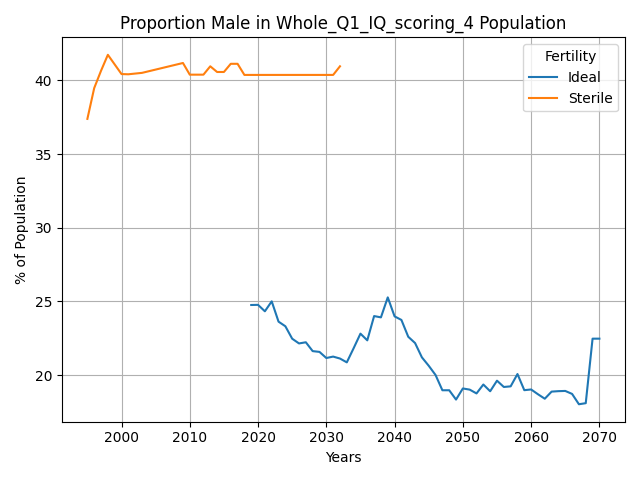 Proportion Male in Whole_Q1_IQ_scoring_4 Population
Fertility
Ideal
Sterile
% of Population
40
35
30
25
20
2000 2010 2020 2030 2040 2050 2060 2070
Years